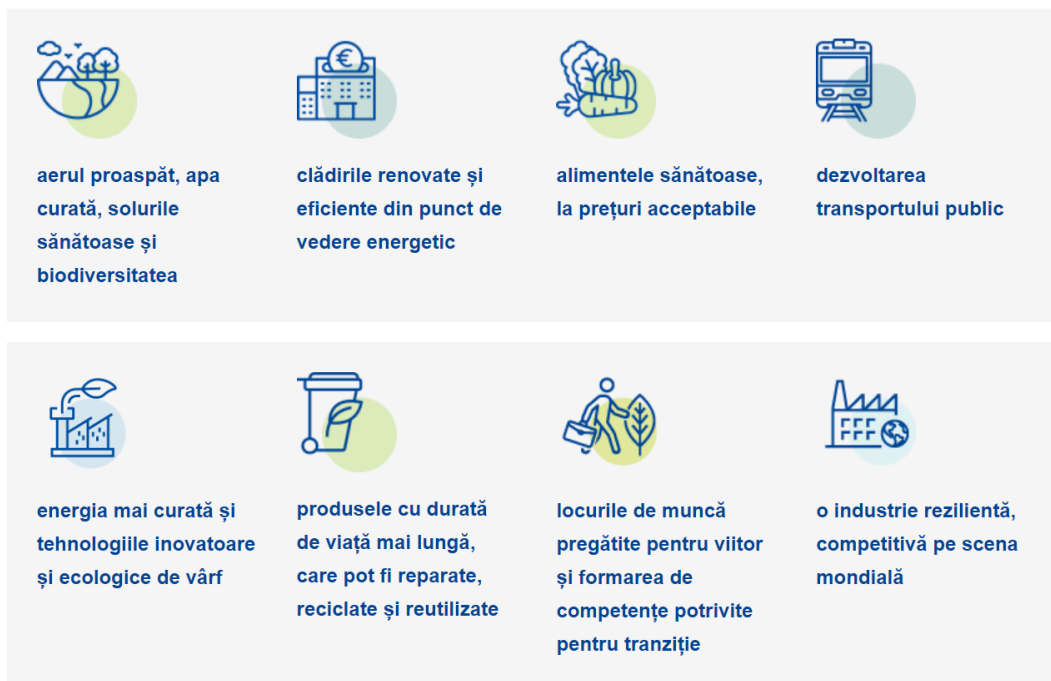 aerul proaspăt, apa
curată, solurile
sănătoase și
biodiversitatea
clădirile renovate și
eficiente din punct de
vedere energetic
alimentele sănătoase,
la prețuri acceptabile
dezvoltarea
transportului public
energia mai curată și
tehnologiile inovatoare
și ecologice de vârf
produsele cu durată
de viață mai lungă,
care pot fi reparate,
reciclate și reutilizate
locurile de muncă
pregătite pentru viitor
și formarea de
competențe potrivite
pentru tranziție
o industrie rezilientă,
competitivă pe scena
mondială